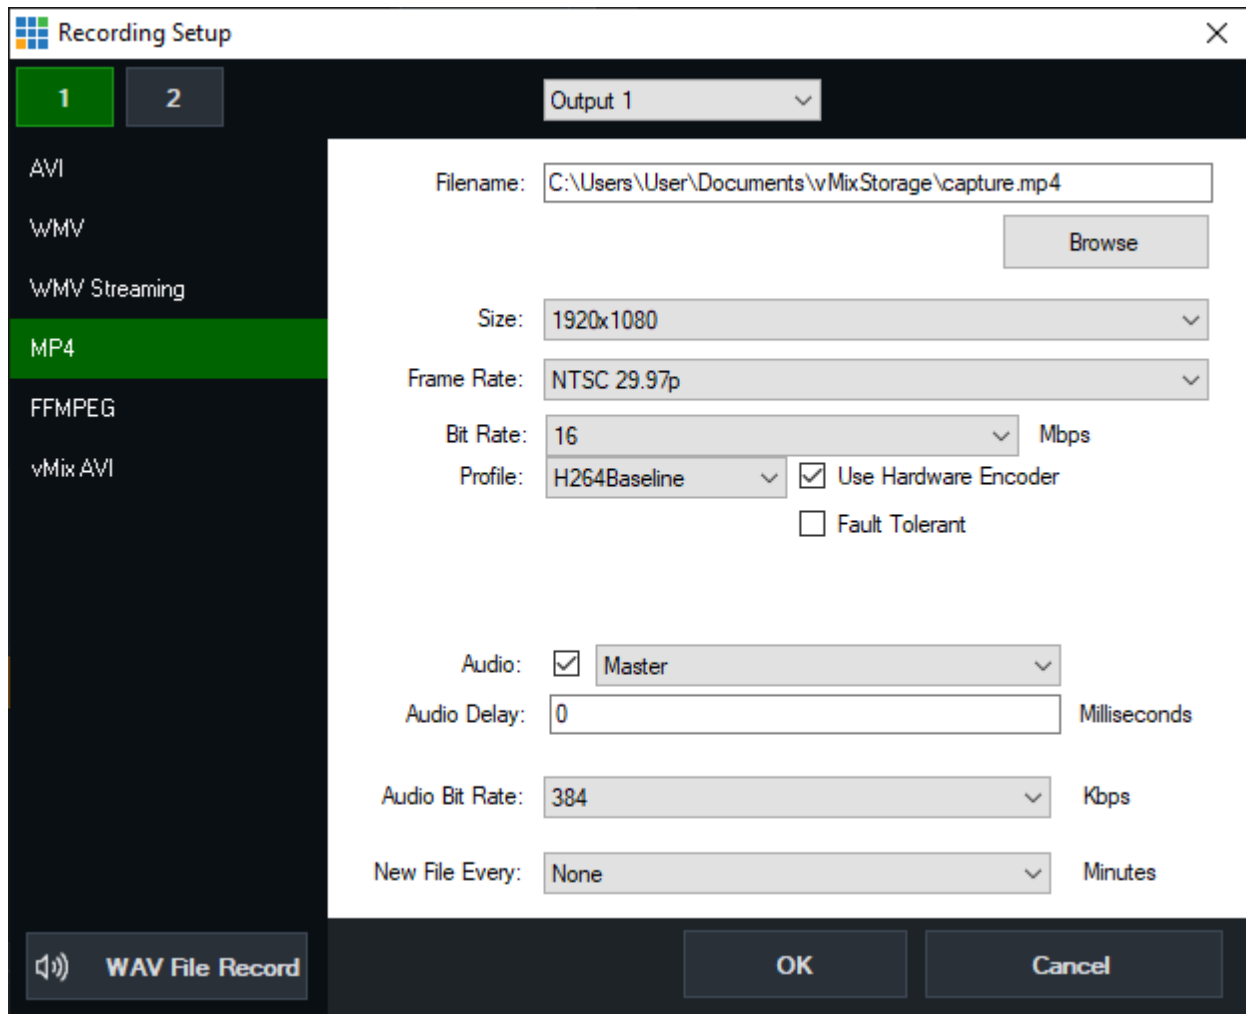 Recording Setup
1 2 Output 1
AVI
WMV
WMV Streaming
MP4
FFMPEG
vMix AVI
Filename: C:\Users\User\Documents\vMixStorage\capture.mp4
Browse
Size: 1920x1080
Frame Rate: NTSC 29.97p
Bit Rate: 16 Mbps
Profile: H264Baseline Use Hardware Encoder
Fault Tolerant
Audio: Master
Audio Delay: 0 Milliseconds
Audio Bit Rate: 384 Kbps
New File Every: None Minutes
WAV File Record OK Cancel